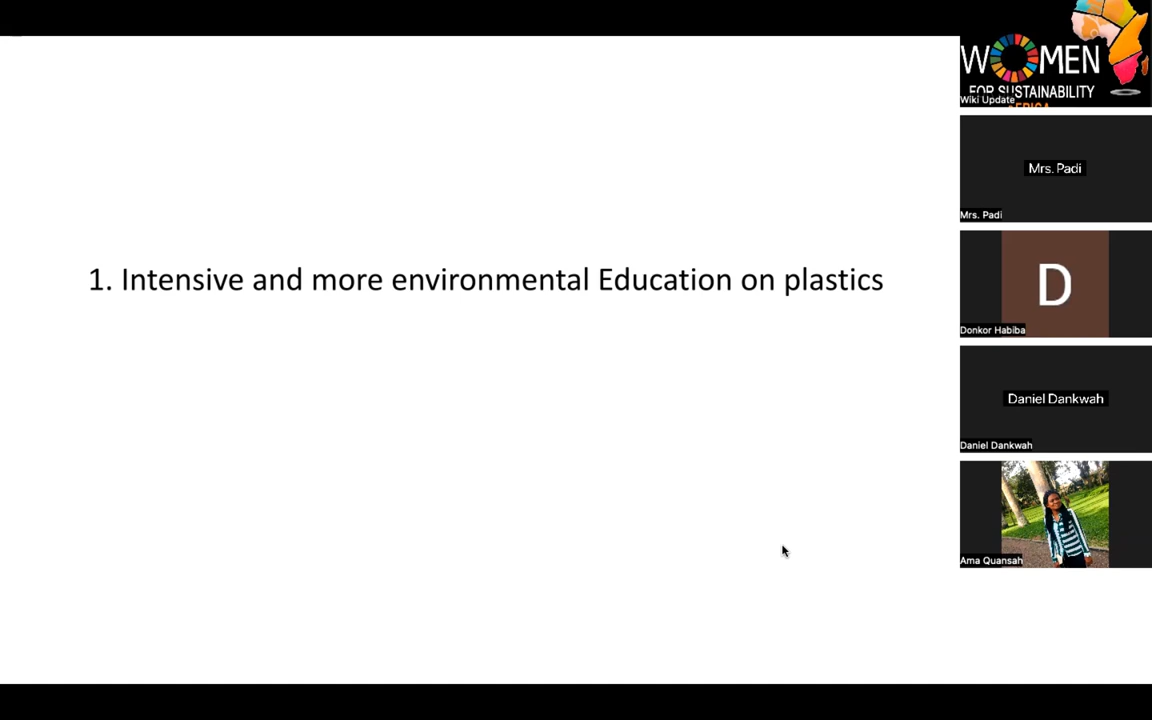 1. Intensive and more environmental Education on plastics
WOMEN
FOR SUSTAINABILITY
AFRICA
Wiki Update
Mrs. Padi
Mrs. Padi
D
Donkor Habiba
Daniel Dankwah
Daniel Dankwah
Ama Quansah